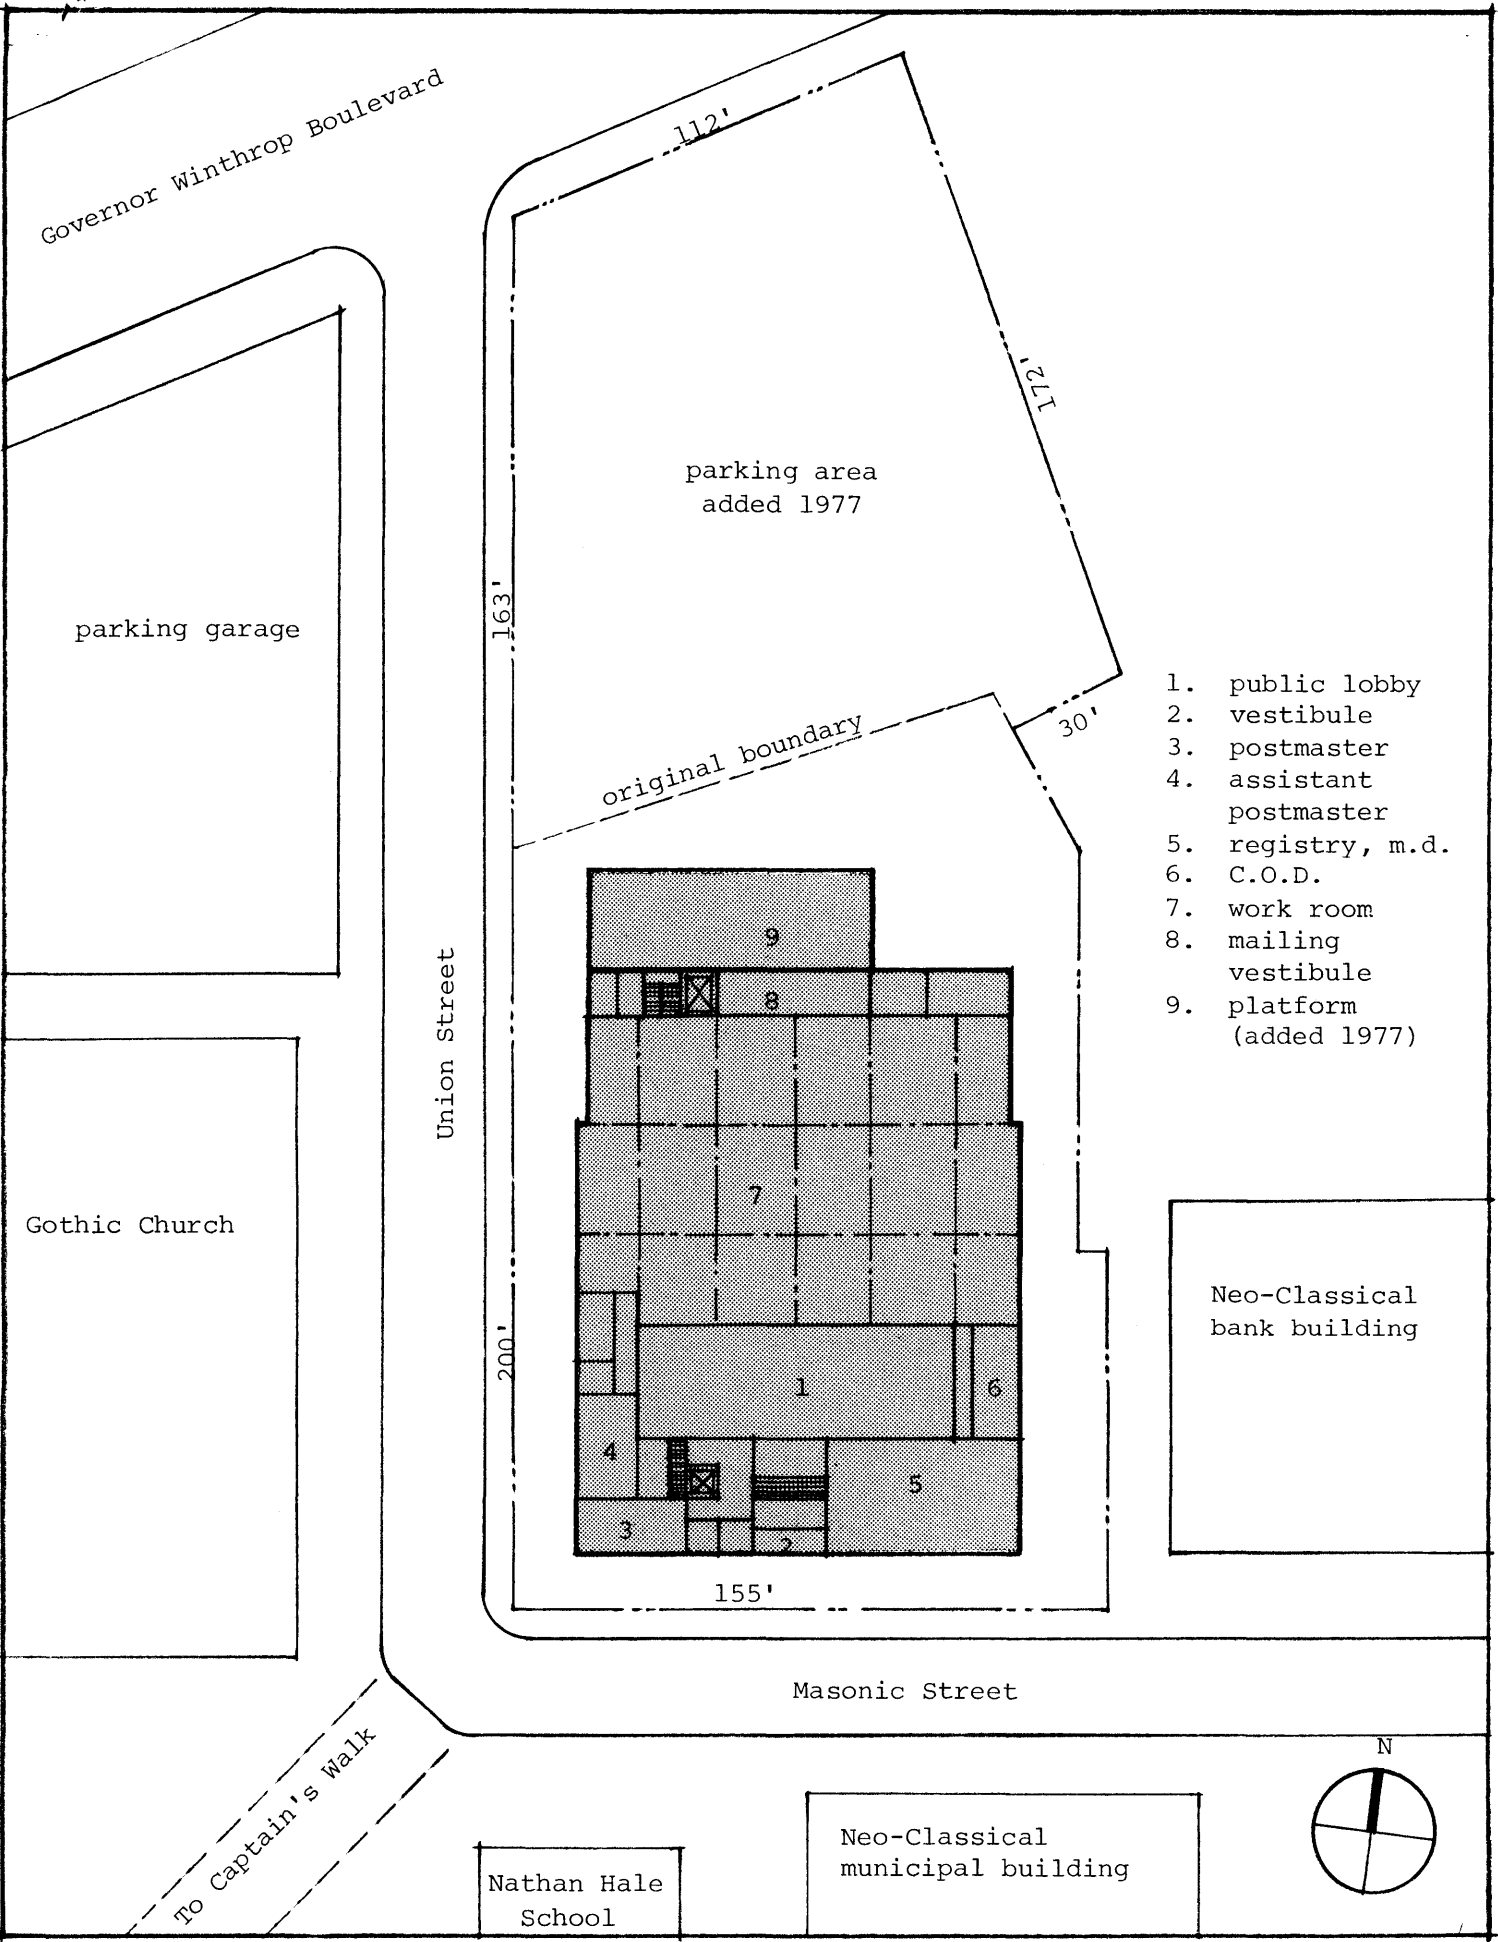 Governor Winthrop Boulevard
112'
172'
parking area
added 1977
163'
parking garage
30'
original boundary
1. public lobby
2. vestibule
3. postmaster
4. assistant
postmaster
5. registry, m.d.
6. C.O.D.
7. work room
8. mailing
vestibule
9. platform
(added 1977)
9
8
Union Street
7
Gothic Church
Neo-Classical
bank building
200'
1
6
4
5
3
2
155'
Masonic Street
To Captain's Walk
N
Neo-Classical
municipal building
Nathan Hale
School